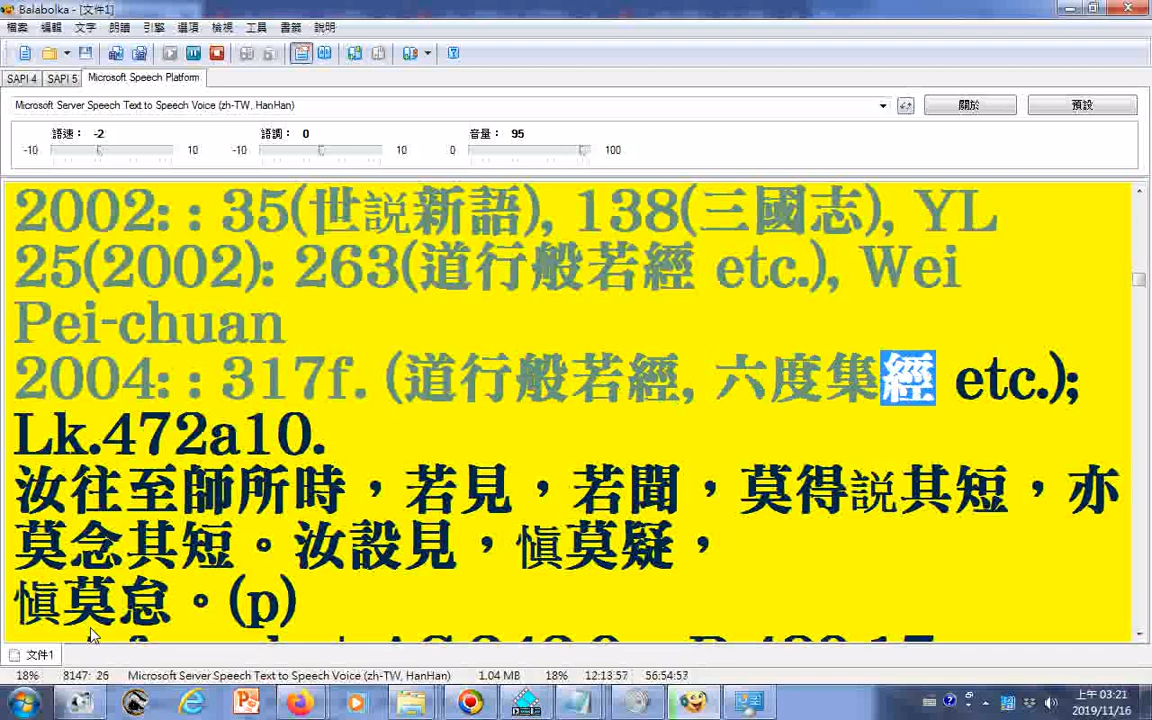 Balabolka - [文件1]
檔案 編輯 文字 朗讀 引擎 選項 檢視 工具 書籤 說明
SAPI 4 SAPI 5 Microsoft Speech Platform
Microsoft Server Speech Text to Speech Voice (zh-TW, HanHan) 關於 預設
語速: -2 語調: 0 音量: 95
-10 10 -10 10 0 100
2002: : 35(世説新語), 138(三國志), YL
25(2002): 263(道行般若經 etc.), Wei
Pei-chuan
2004: : 317f. (道行般若經, 六度集經 etc.);
Lk.472a10.
汝往至師所時，若見，若聞，莫得説其短，亦
莫念其短。汝設見，愼莫疑，
愼莫怠。(p)
文件1
18% 8147: 26 Microsoft Server Speech Text to Speech Voice (zh-TW, HanHan) 1.04 MB 18% 12:13:57 56:54:53
上午 03:21
2019/11/16